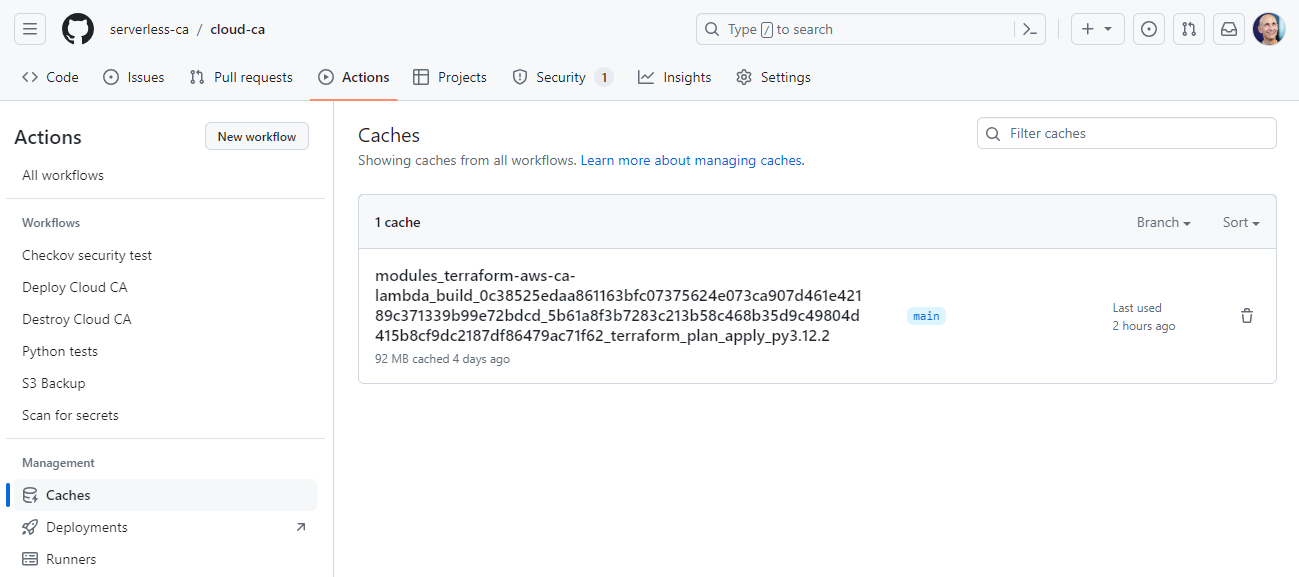 serverless-ca / cloud-ca
Type / to search
Code Issues Pull requests Actions Projects Security 1 Insights Settings
Actions
New workflow
All workflows
Workflows
Checkov security test
Deploy Cloud CA
Destroy Cloud CA
Python tests
S3 Backup
Scan for secrets
Management
Caches
Deployments
Runners
Caches
Filter caches
Showing caches from all workflows. Learn more about managing caches.
1 cache
Branch
Sort
modules_terraform-aws-ca-
lambda_build_0c38525edaa861163bfc07375624e073ca907d461e421
89c371339b99e72bdcd_5b61a8f3b7283c213b58c468b35d9c49804d
415b8cf9dc2187df86479ac71f62_terraform_plan_apply_py3.12.2
92 MB cached 4 days ago
main
Last used
2 hours ago